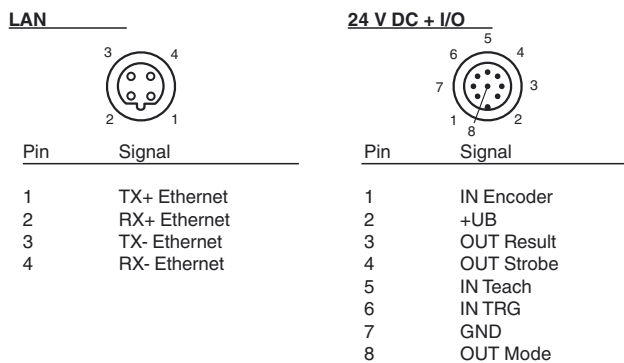 LAN
3 4
2 1
Pin Signal
1 TX+ Ethernet
2 RX+ Ethernet
3 TX- Ethernet
4 RX- Ethernet
24 V DC + I/O
5
6 4
7 3
1 2
8
Pin Signal
1 IN Encoder
2 +UB
3 OUT Result
4 OUT Strobe
5 IN Teach
6 IN TRG
7 GND
8 OUT Mode